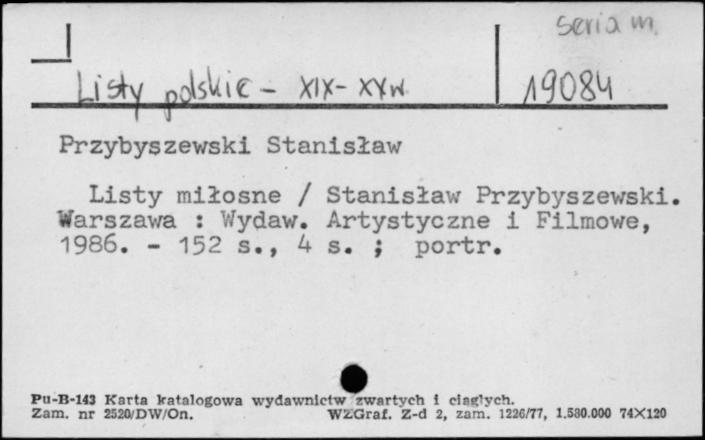 seria m.
Listy polskie - XIX-XXw 19084
Przybyszewski Stanisław
Listy miłosne / Stanisław Przybyszewski.
Warszawa : Wydaw. Artystyczne i Filmowe,
1986. - 152 s., 4 s. ; portr.
Pu-B-143 Karta katalogowa wydawnictw zwartych i ciągłych.
Zam. nr 2520/DW/On. WZGraf. Z-d 2, zam. 1226/77, 1.580.000 74×120